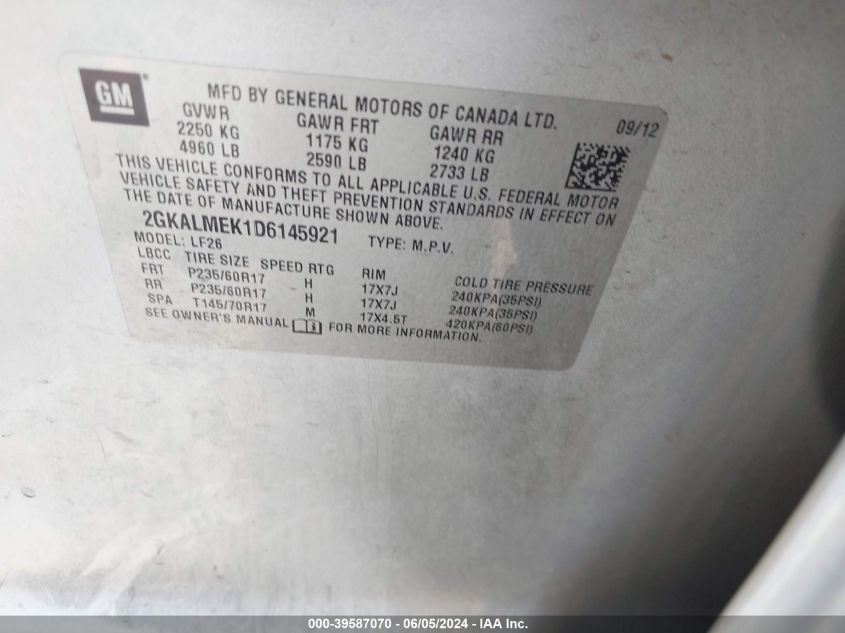 GM
MFD BY GENERAL MOTORS OF CANADA LTD.
09/12
GVWR GAWR FRT GAWR RR
2250 KG 1175 KG 1240 KG
4960 LB 2590 LB 2733 LB
THIS VEHICLE CONFORMS TO ALL APPLICABLE U.S. FEDERAL MOTOR
VEHICLE SAFETY AND THEFT PREVENTION STANDARDS IN EFFECT ON
THE DATE OF MANUFACTURE SHOWN ABOVE.
2GKALMEK1D6145921 TYPE: M.P.V.
MODEL: LF26
LBCC TIRE SIZE SPEED RTG RIM COLD TIRE PRESSURE
FRT P235/60R17 H 17X7J 240KPA(35PSI)
RR P235/60R17 H 17X7J 240KPA(35PSI)
SPA T145/70R17 M 17X4.5T 420KPA(60PSI)
SEE OWNER'S MANUAL i FOR MORE INFORMATION.
000-39587070 - 06/05/2024 - IAA Inc.